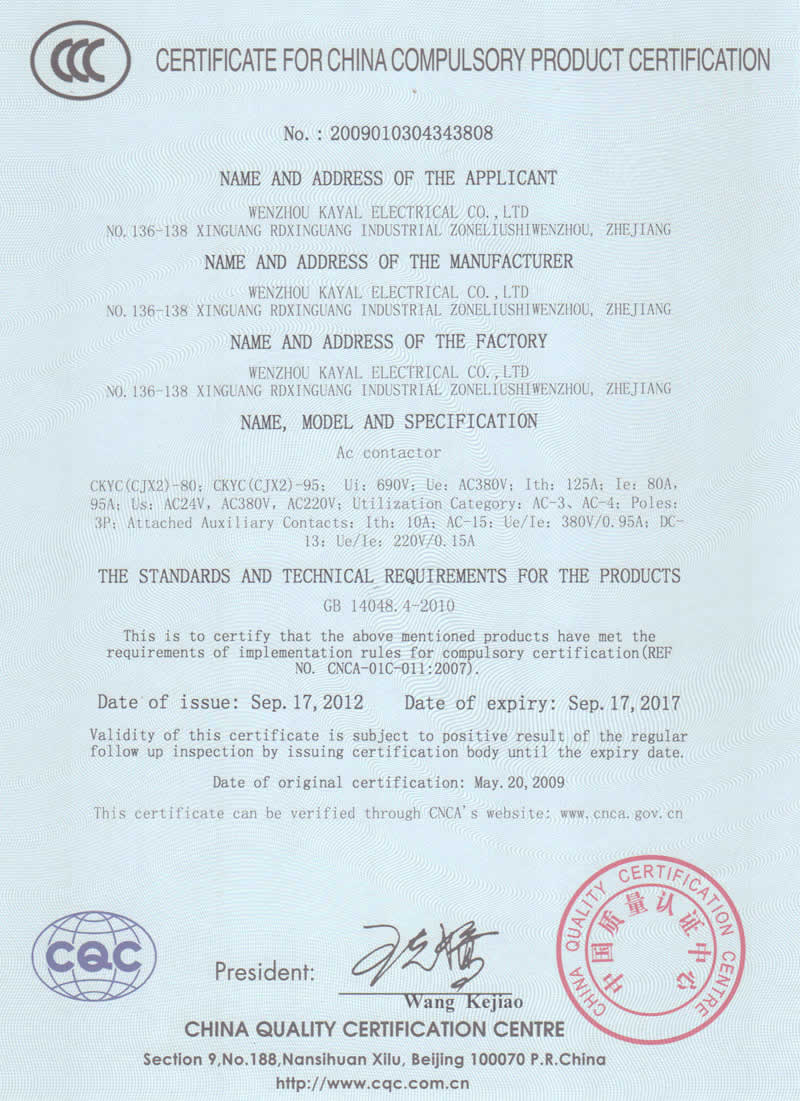 CCC
CERTIFICATE FOR CHINA COMPULSORY PRODUCT CERTIFICATION
No. : 2009010304343808
NAME AND ADDRESS OF THE APPLICANT
WENZHOU KAYAL ELECTRICAL CO.,LTD
NO.136-138 XINGUANG RDXINGUANG INDUSTRIAL ZONELIUSHIWENZHOU, ZHEJIANG
NAME AND ADDRESS OF THE MANUFACTURER
WENZHOU KAYAL ELECTRICAL CO.,LTD
NO.136-138 XINGUANG RDXINGUANG INDUSTRIAL ZONELIUSHIWENZHOU, ZHEJIANG
NAME AND ADDRESS OF THE FACTORY
WENZHOU KAYAL ELECTRICAL CO.,LTD
NO.136-138 XINGUANG RDXINGUANG INDUSTRIAL ZONELIUSHIWENZHOU, ZHEJIANG
NAME, MODEL AND SPECIFICATION
Ac contactor
CKYC(CJX2)-80; CKYC(CJX2)-95; Ui: 690V; Ue: AC380V; Ith: 125A; Ie: 80A,
95A; Us: AC24V, AC380V, AC220V; Utilization Category: AC-3、AC-4; Poles:
3P; Attached Auxiliary Contacts: Ith: 10A; AC-15: Ue/Ie: 380V/0.95A; DC-
13: Ue/Ie: 220V/0.15A
THE STANDARDS AND TECHNICAL REQUIREMENTS FOR THE PRODUCTS
GB 14048.4-2010
This is to certify that the above mentioned products have met the
requirements of implementation rules for compulsory certification(REF
NO. CNCA-01C-011:2007).
Date of issue: Sep.17,2012 Date of expiry: Sep.17,2017
Validity of this certificate is subject to positive result of the regular
follow up inspection by issuing certification body until the expiry date.
Date of original certification: May.20,2009
This certificate can be verified through CNCA's website: www.cnca.gov.cn
CQC
President:
王克娇
Wang Kejiao
CHINA QUALITY CERTIFICATION CENTRE
中国质量认证中心
CHINA QUALITY CERTIFICATION CENTRE
Section 9,No.188,Nansihuan Xilu, Beijing 100070 P.R.China
http://www.cqc.com.cn